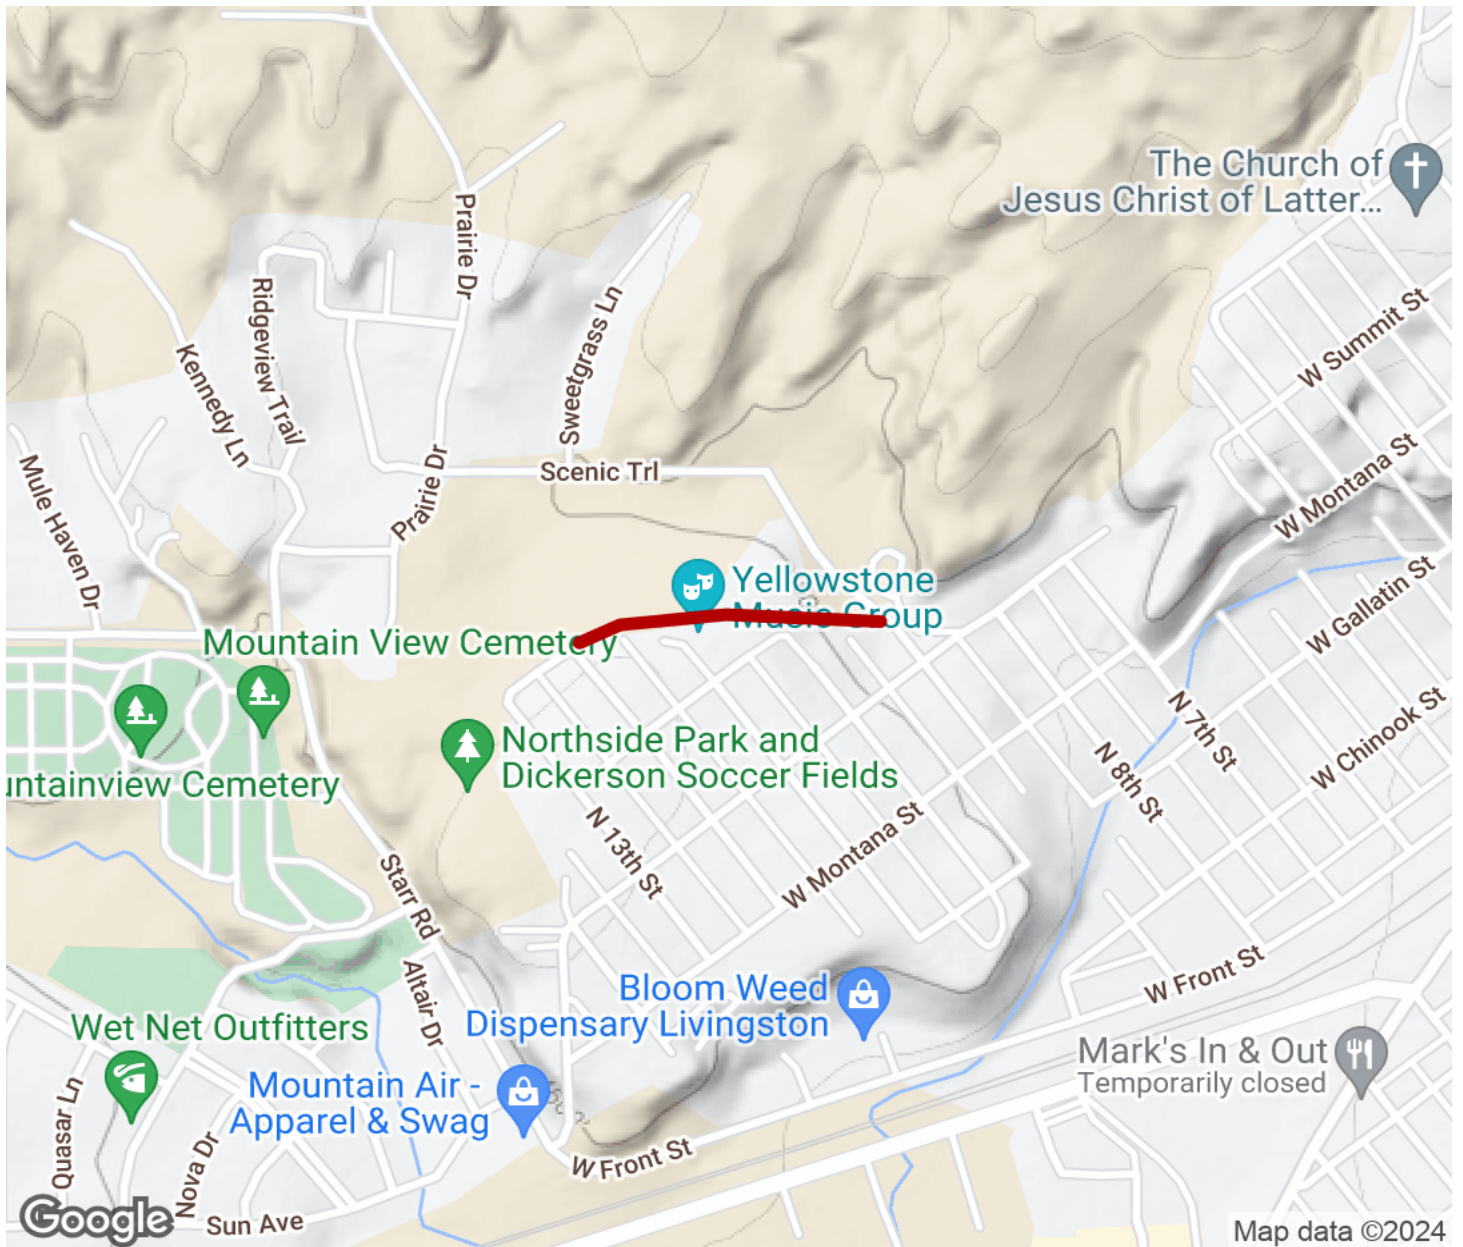 The Church of
Jesus Christ of Latter...
Prairie Dr
Ridgeview Trail
Kennedy Ln
Sweetgrass Ln
W Summit St
Mule Haven Dr
Prairie Dr
Scenic Trl
W Montana St
Yellowstone
Music Group
W Gallatin St
Mountain View Cemetery
N 7th St
W Chinook St
Northside Park and
Dickerson Soccer Fields
N 8th St
untainview Cemetery
N 13th St
W Montana St
Starr Rd
Altair Dr
W Front St
Bloom Weed
Dispensary Livingston
Wet Net Outfitters
Mark's In & Out
Temporarily closed
Mountain Air -
Apparel & Swag
Quasar Ln
Nova Dr
W Front St
Sun Ave
Google
Map data ©2024